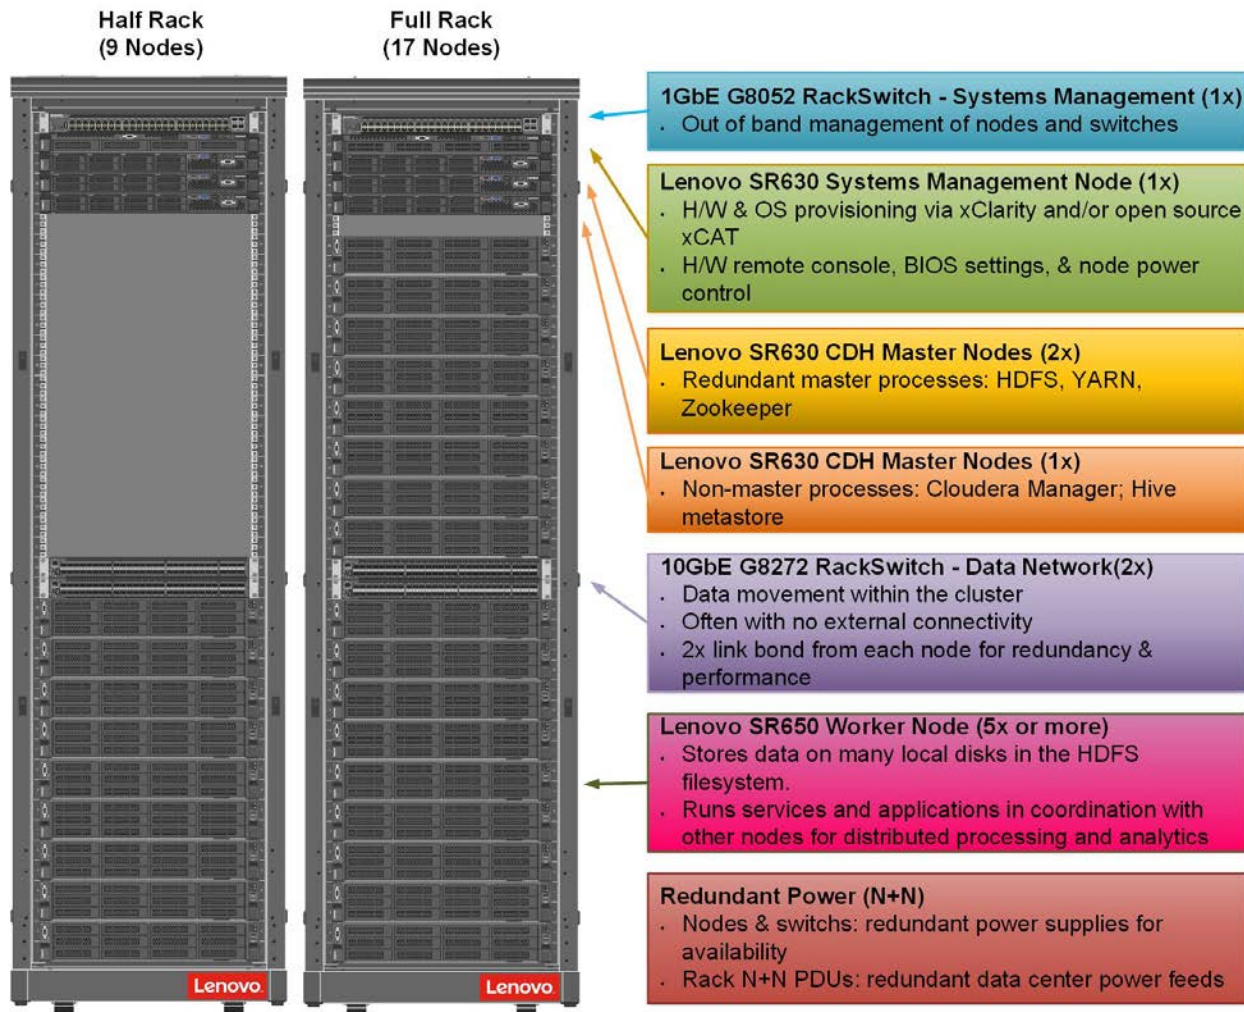 Half Rack
(9 Nodes)
Full Rack
(17 Nodes)
1GbE G8052 RackSwitch - Systems Management (1x)
• Out of band management of nodes and switches
Lenovo SR630 Systems Management Node (1x)
• H/W & OS provisioning via xClarity and/or open source
xCAT
• H/W remote console, BIOS settings, & node power
control
Lenovo SR630 CDH Master Nodes (2x)
• Redundant master processes: HDFS, YARN,
Zookeeper
Lenovo SR630 CDH Master Nodes (1x)
• Non-master processes: Cloudera Manager; Hive
metastore
10GbE G8272 RackSwitch - Data Network(2x)
• Data movement within the cluster
• Often with no external connectivity
• 2x link bond from each node for redundancy &
performance
Lenovo SR650 Worker Node (5x or more)
• Stores data on many local disks in the HDFS
filesystem.
• Runs services and applications in coordination with
other nodes for distributed processing and analytics
Redundant Power (N+N)
• Nodes & switchs: redundant power supplies for
availability
• Rack N+N PDUs: redundant data center power feeds
Lenovo
Lenovo